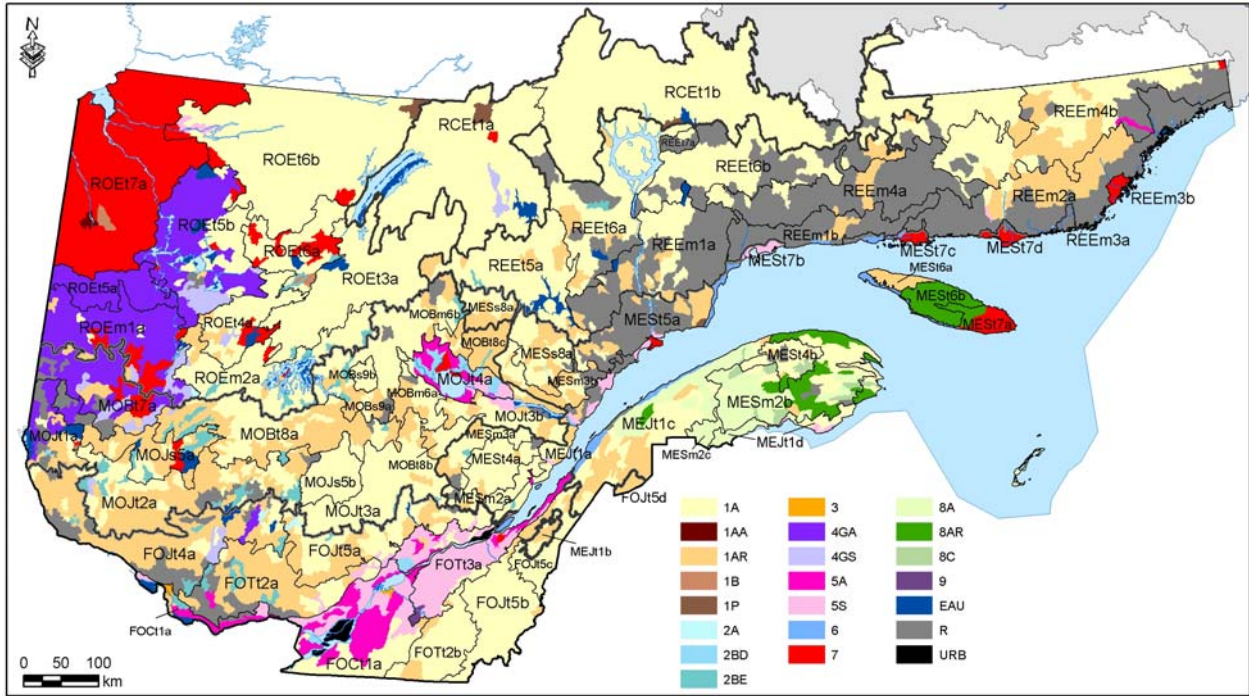 N
RCEt1b
RCEt1a
REEm4b
REEt7a
ROEt6b
REEt6b
ROEt7a
REEm4a
REEm2a
REEm3b
ROEt5b
REEt6a
ROEt6a
REEm1a
REEm1b
REEm3a
MESt7c
MESt7d
MESt7b
ROEt3a
REEt5a
MESt6a
ROEt5a
MESt6b
ROEm1a
ROEt4a
MOBm6b
MESs8a
MESt5a
MESt7a
MOBt8c
MESs8a
MESt4b
ROEm2a
MOBs9b
MOJt4a
MOBm6a
MESm3b
MESm2b
MOBt7a
MOBs9a
MOJt3b
MEJt1c
MOJt1a
MOBt8a
MESm3a
MEJt1a
MEJt1d
MOJs5a
MOBt8b
MESt4a
MESm2c
MOJs5b
MOJt2a
MESm2a
FOJt5d
MOJt3a
FOJt4a
FOJt5a
MEJt1b
FOTt3a
FOJt5c
FOTt2a
FOJt5b
FOCt1a
FOCt1a
FOTt2b
1A
1AA
1AR
1B
1P
2A
2BD
2BE
3
4GA
4GS
5A
5S
6
7
8A
8AR
8C
9
EAU
R
URB
0 50 100
km